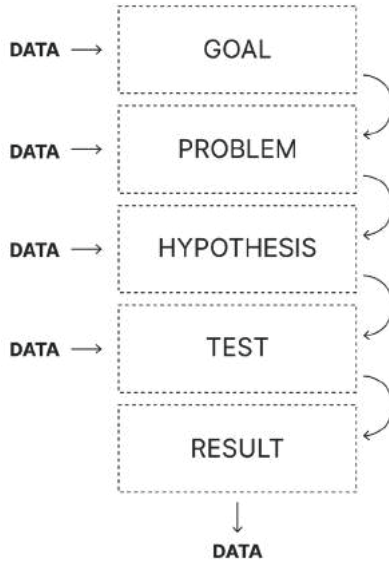 DATA → GOAL
DATA → PROBLEM
DATA → HYPOTHESIS
DATA → TEST
RESULT
DATA